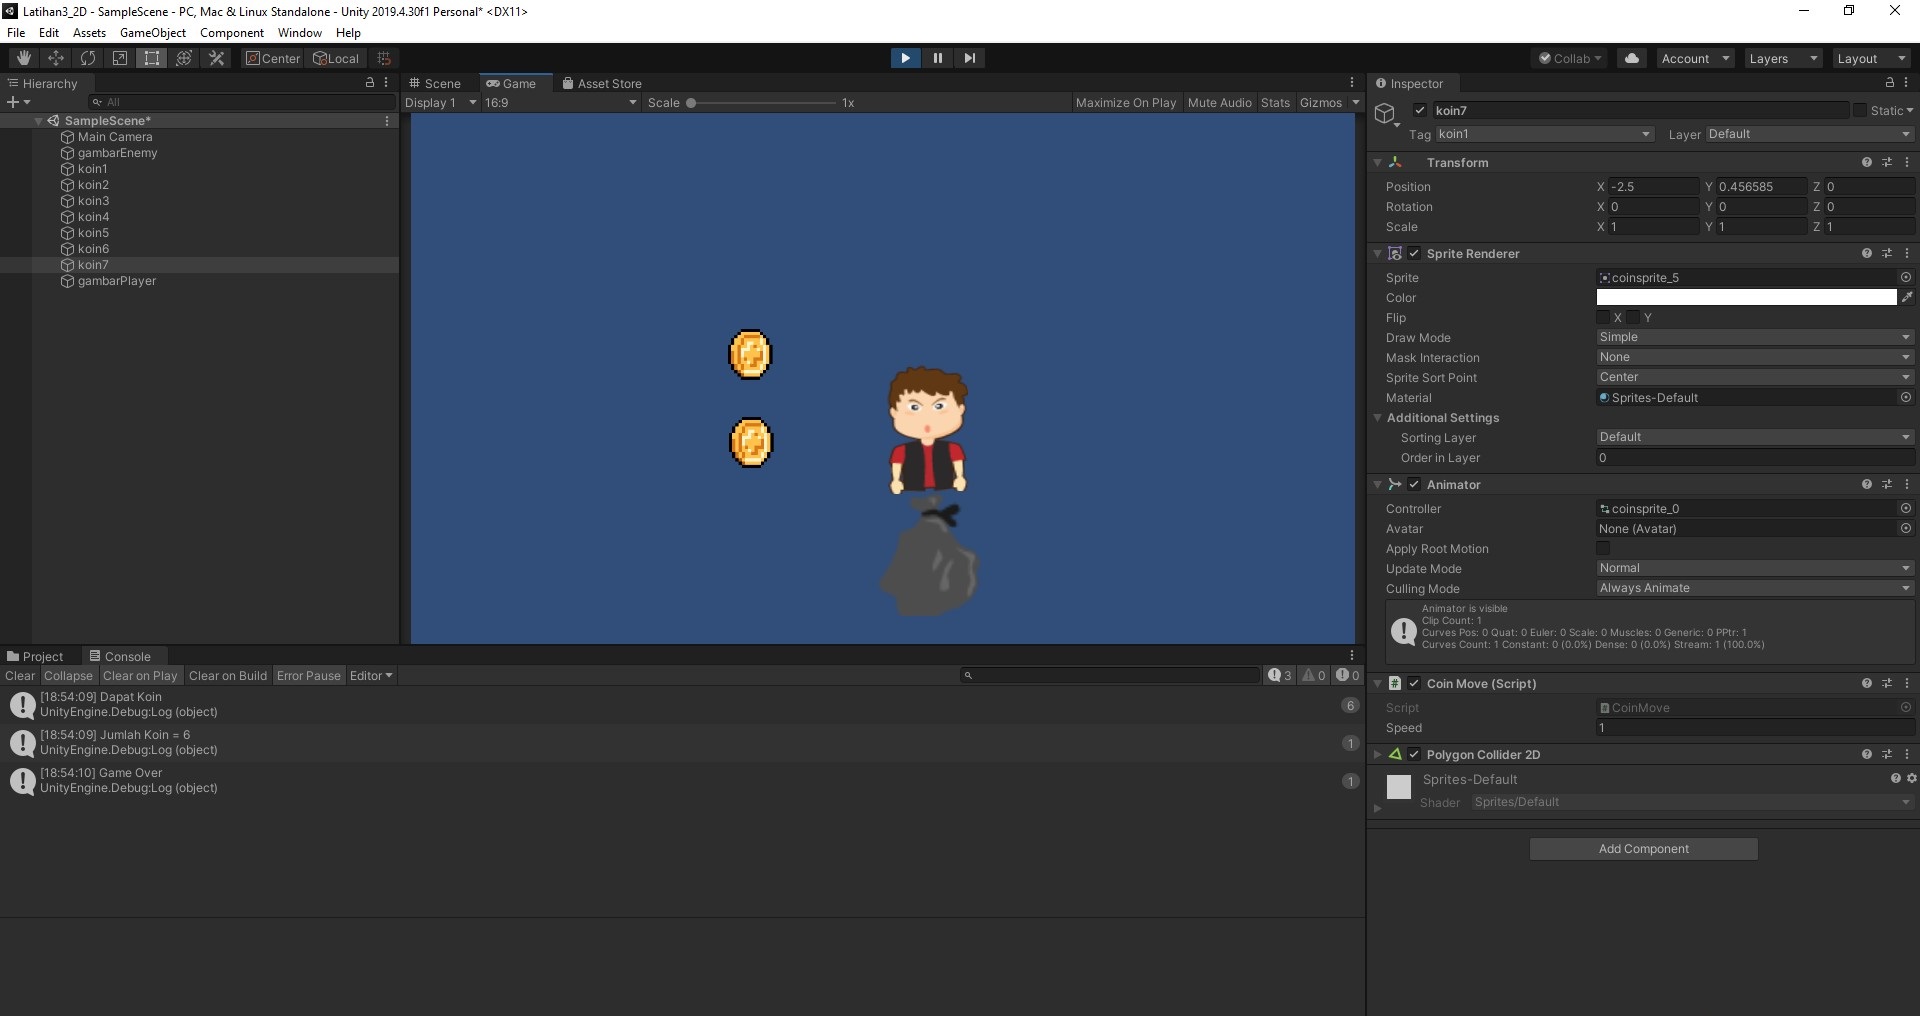 Latihan3_2D - SampleScene - PC, Mac & Linux Standalone - Unity 2019.4.30f1 Personal* <DX11>
File Edit Assets GameObject Component Window Help
Center Local Collab Account Layers Layout
Hierarchy
All
SampleScene*
Main Camera
gambarEnemy
koin1
koin2
koin3
koin4
koin5
koin6
koin7
gambarPlayer
Scene Game Asset Store
Display 1 16:9 Scale 1x Maximize On Play Mute Audio Stats Gizmos
Project Console
Clear Collapse Clear on Play Clear on Build Error Pause Editor 3 0 0
[18:54:09] Dapat Koin
UnityEngine.Debug:Log (object)
6
[18:54:09] Jumlah Koin = 6
UnityEngine.Debug:Log (object)
1
[18:54:10] Game Over
UnityEngine.Debug:Log (object)
1
Inspector
koin7 Static
Tag koin1 Layer Default
Transform
Position X -2.5 Y 0.456585 Z 0
Rotation X 0 Y 0 Z 0
Scale X 1 Y 1 Z 1
Sprite Renderer
Sprite coinsprite_5
Color
Flip X Y
Draw Mode Simple
Mask Interaction None
Sprite Sort Point Center
Material Sprites-Default
Additional Settings
Sorting Layer Default
Order in Layer 0
Animator
Controller coinsprite_0
Avatar None (Avatar)
Apply Root Motion
Update Mode Normal
Culling Mode Always Animate
Animator is visible
Clip Count: 1
Curves Pos: 0 Quat: 0 Euler: 0 Scale: 0 Muscles: 0 Generic: 0 PPtr: 1
Curves Count: 1 Constant: 0 (0.0%) Dense: 0 (0.0%) Stream: 1 (100.0%)
Coin Move (Script)
Script CoinMove
Speed 1
Polygon Collider 2D
Sprites-Default
Shader Sprites/Default
Add Component